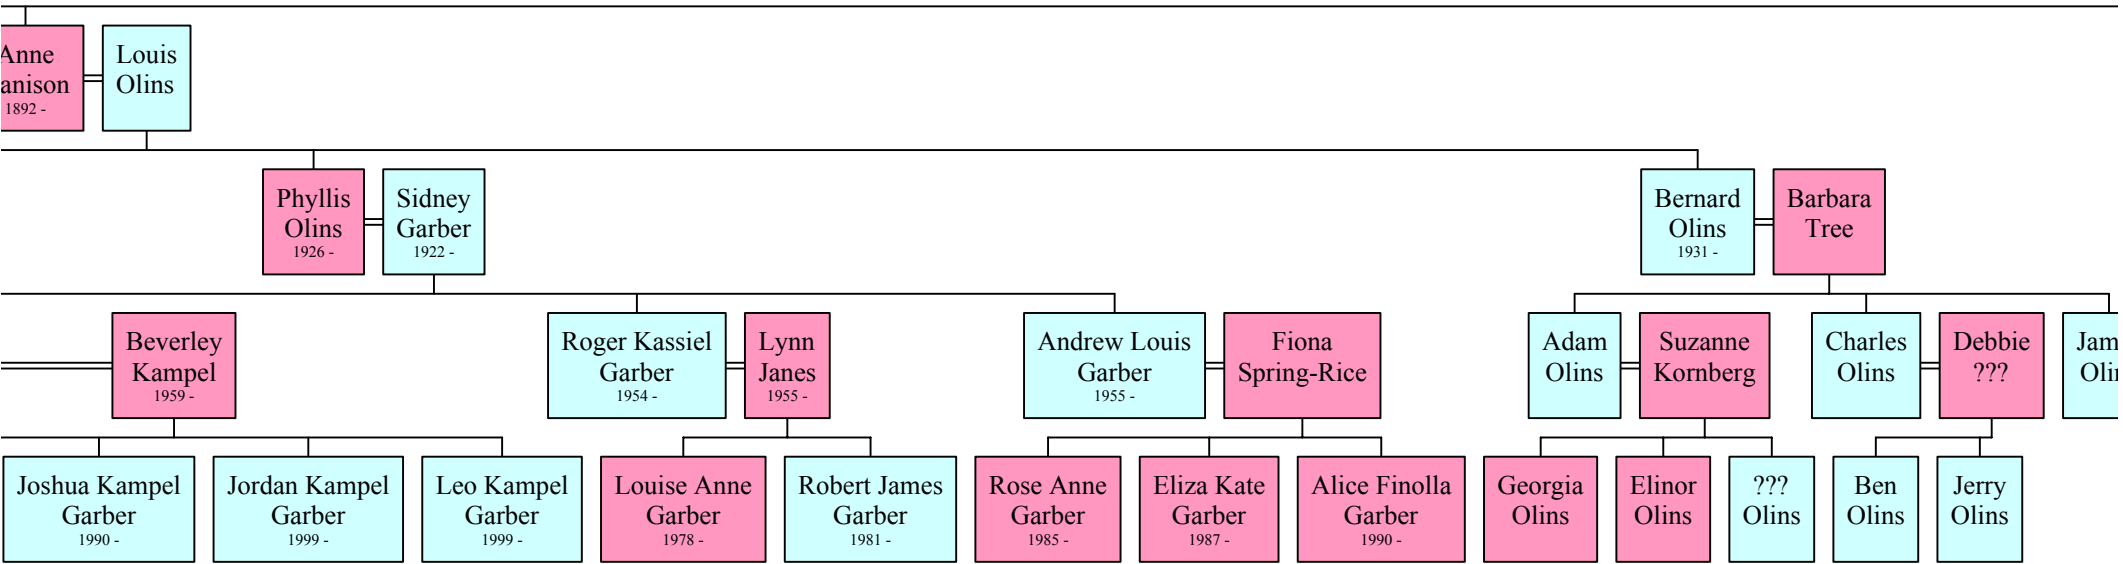 Anne
anison
1892 -
Louis
Olins
Phyllis
Olins
1926 -
Sidney
Garber
1922 -
Bernard
Olins
1931 -
Barbara
Tree
Beverley
Kampel
1959 -
Roger Kassiel
Garber
1954 -
Lynn
Janes
1955 -
Andrew Louis
Garber
1955 -
Fiona
Spring-Rice
Adam
Olins
Suzanne
Kornberg
Charles
Olins
Debbie
???
Jam
Olin
Joshua Kampel
Garber
1990 -
Jordan Kampel
Garber
1999 -
Leo Kampel
Garber
1999 -
Louise Anne
Garber
1978 -
Robert James
Garber
1981 -
Rose Anne
Garber
1985 -
Eliza Kate
Garber
1987 -
Alice Finolla
Garber
1990 -
Georgia
Olins
Elinor
Olins
???
Olins
Ben
Olins
Jerry
Olins